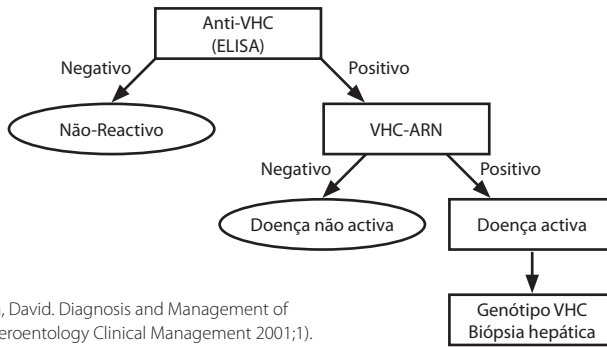 Anti-VHC
(ELISA)
Negativo
Positivo
Não-Reactivo
VHC-ARN
Negativo
Positivo
Doença não activa
Doença activa
Genótipo VHC
Biópsia hepática
, David. Diagnosis and Management of
eroentology Clinical Management 2001;1).